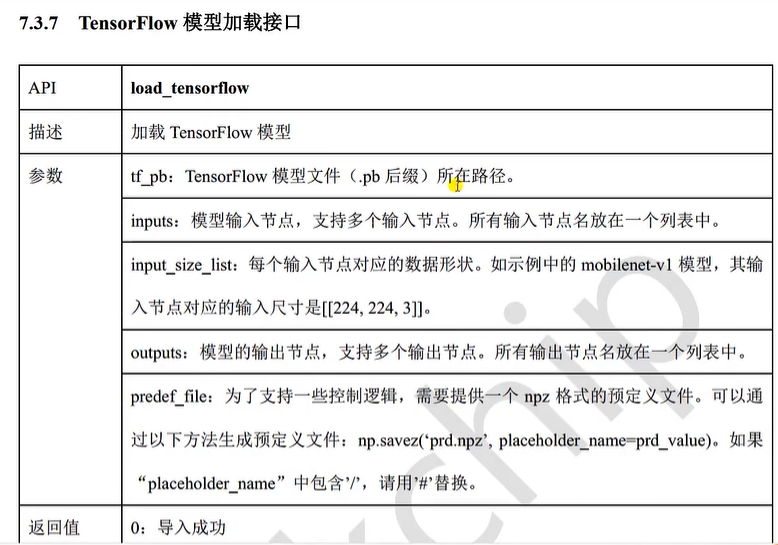 7.3.7 TensorFlow 模型加载接口
API load_tensorflow
描述 加载 TensorFlow 模型
参数 tf_pb：TensorFlow 模型文件（.pb 后缀）所在路径。
inputs：模型输入节点，支持多个输入节点。所有输入节点名放在一个列表中。
input_size_list：每个输入节点对应的数据形状。如示例中的 mobilenet-v1 模型，其输
入节点对应的输入尺寸是[[224, 224, 3]]。
outputs：模型的输出节点，支持多个输出节点。所有输出节点名放在一个列表中。
predef_file：为了支持一些控制逻辑，需要提供一个 npz 格式的预定义文件。可以通
过以下方法生成预定义文件：np.savez(‘prd.npz’, placeholder_name=prd_value)。如果
“placeholder_name”中包含’/’，请用’#’替换。
返回值 0：导入成功
kchip